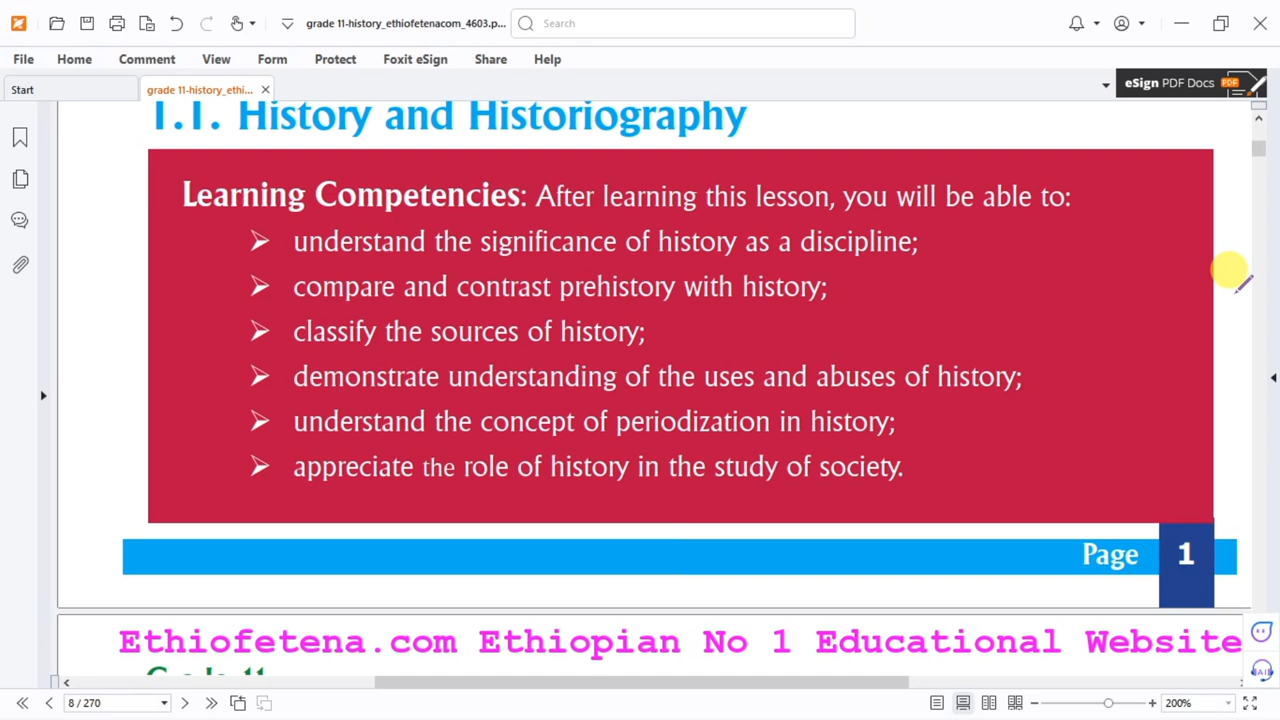 grade 11-history_ethiofetenacom_4603.p...
Search
File Home Comment View Form Protect Foxit eSign Share Help
Start
grade 11-history_ethi...
eSign PDF Docs
1.1. History and Historiography
Learning Competencies: After learning this lesson, you will be able to:
➢ understand the significance of history as a discipline;
➢ compare and contrast prehistory with history;
➢ classify the sources of history;
➢ demonstrate understanding of the uses and abuses of history;
➢ understand the concept of periodization in history;
➢ appreciate the role of history in the study of society.
Page 1
Ethiofetena.com Ethiopian No 1 Educational Website
8 / 270
200%